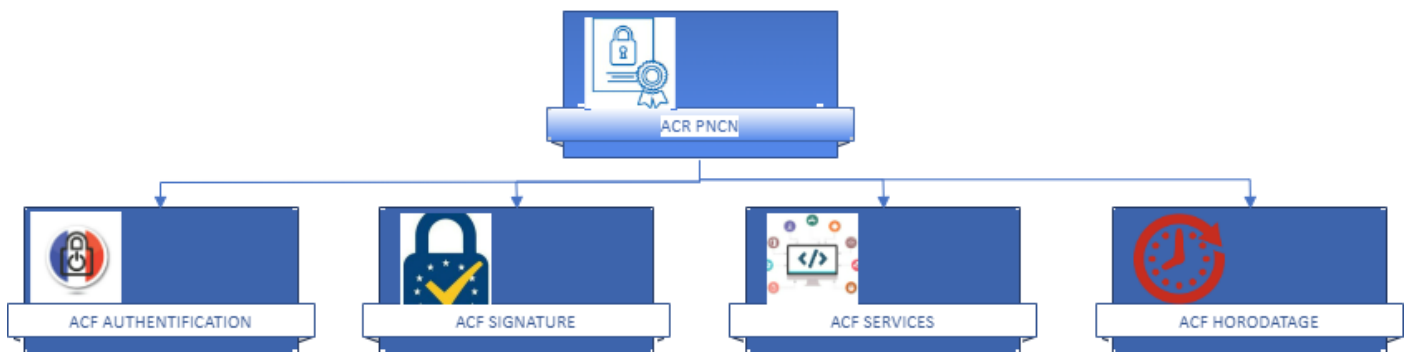 ACR PNCN
ACF AUTHENTIFICATION
ACF SIGNATURE
</>
ACF SERVICES
ACF HORODATAGE